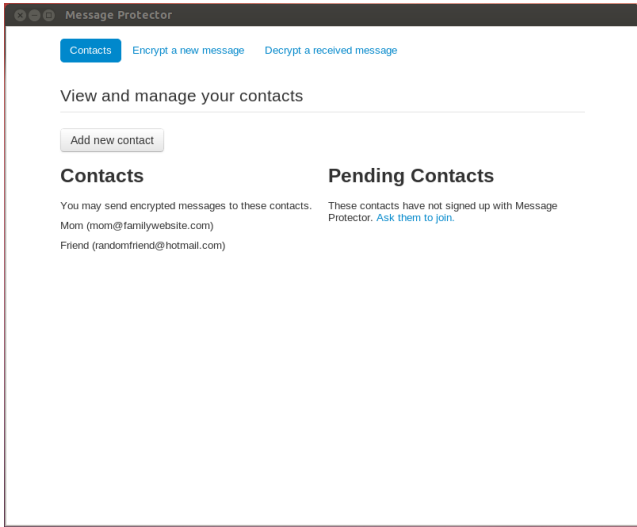 Message Protector
Contacts Encrypt a new message Decrypt a received message
View and manage your contacts
Add new contact
Contacts
You may send encrypted messages to these contacts.
Mom (mom@familywebsite.com)
Friend (randomfriend@hotmail.com)
Pending Contacts
These contacts have not signed up with Message
Protector. Ask them to join.